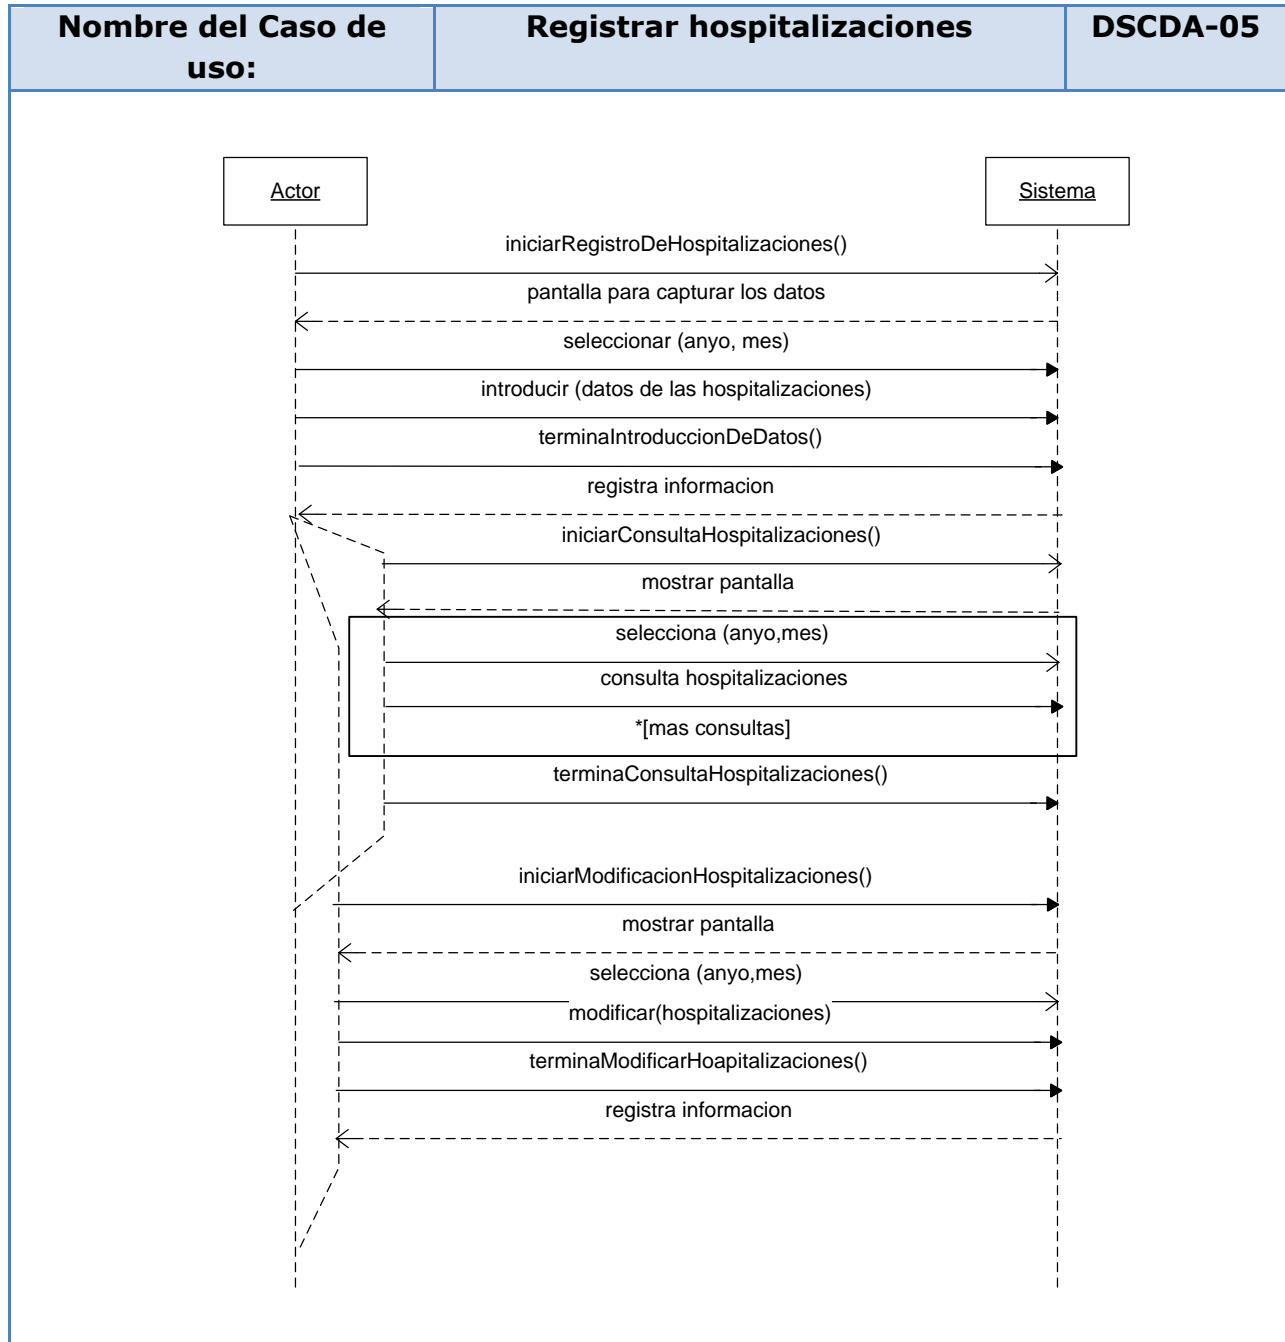 Nombre del Caso de
uso:
Registrar hospitalizaciones
DSCDA-05
Actor
Sistema
iniciarRegistroDeHospitalizaciones()
pantalla para capturar los datos
seleccionar (anyo, mes)
introducir (datos de las hospitalizaciones)
terminaIntroduccionDeDatos()
registra informacion
iniciarConsultaHospitalizaciones()
mostrar pantalla
selecciona (anyo,mes)
consulta hospitalizaciones
*[mas consultas]
terminaConsultaHospitalizaciones()
iniciarModificacionHospitalizaciones()
mostrar pantalla
selecciona (anyo,mes)
modificar(hospitalizaciones)
terminaModificarHoapitalizaciones()
registra informacion